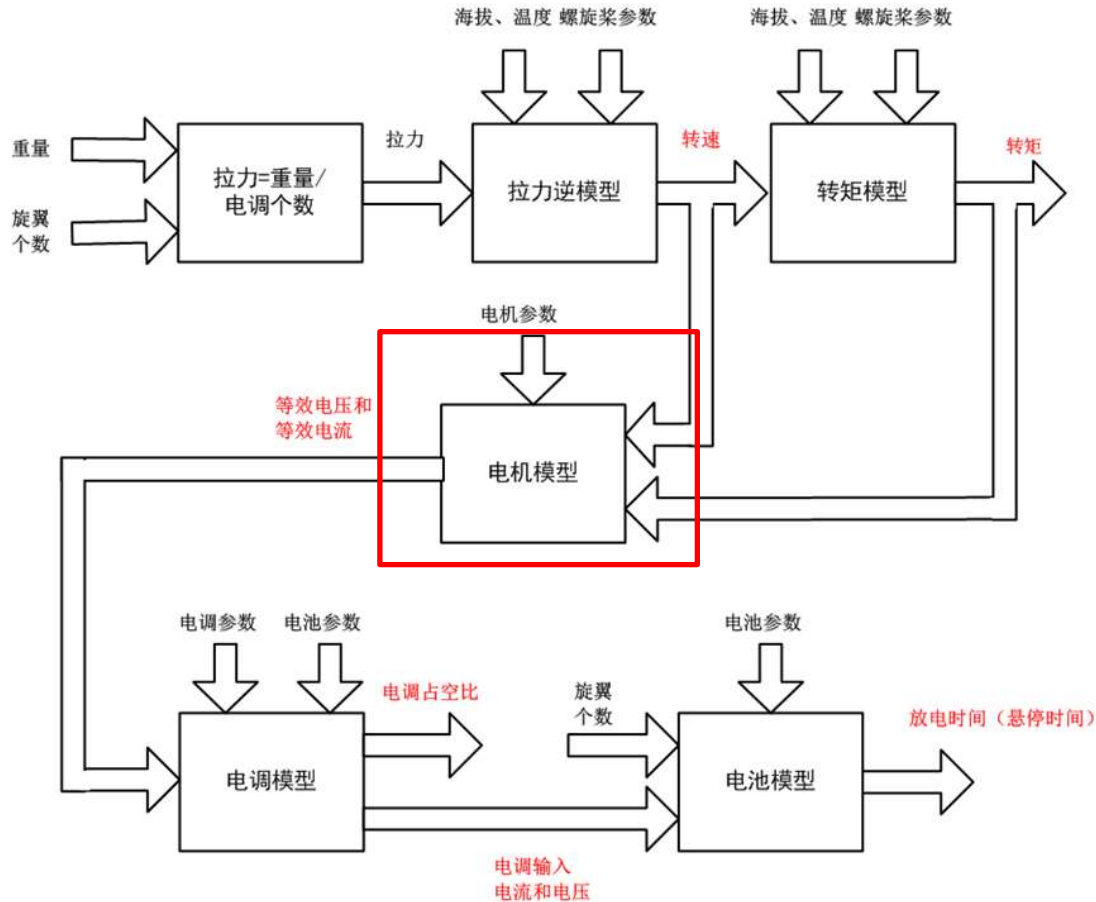 海拔、温度 螺旋桨参数
海拔、温度 螺旋桨参数
重量
旋翼
个数
拉力=重量/
电调个数
拉力
拉力逆模型
转速
转矩模型
转矩
电机参数
等效电压和
等效电流
电机模型
电调参数
电池参数
电调模型
电调占空比
旋翼
个数
电池参数
电池模型
放电时间（悬停时间）
电调输入
电流和电压